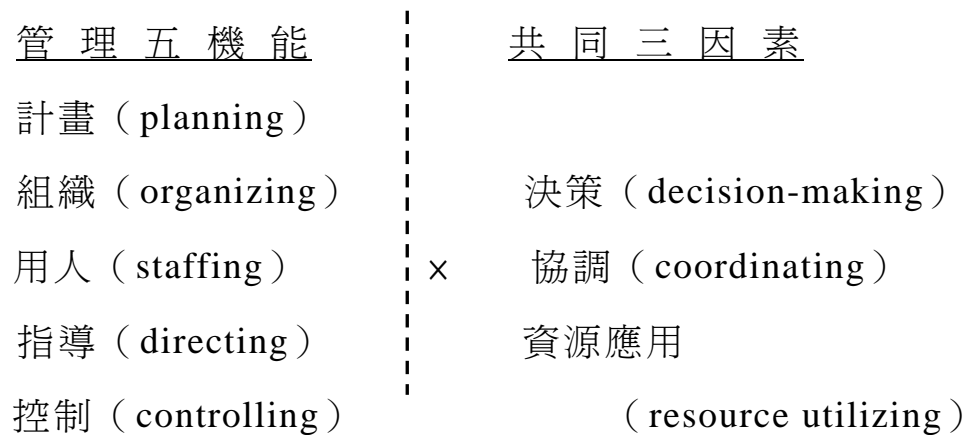 管理五機能
計畫（planning）
組織（organizing）
用人（staffing）
指導（directing）
控制（controlling）
×
共同三因素
決策（decision-making）
協調（coordinating）
資源應用
（resource utilizing）